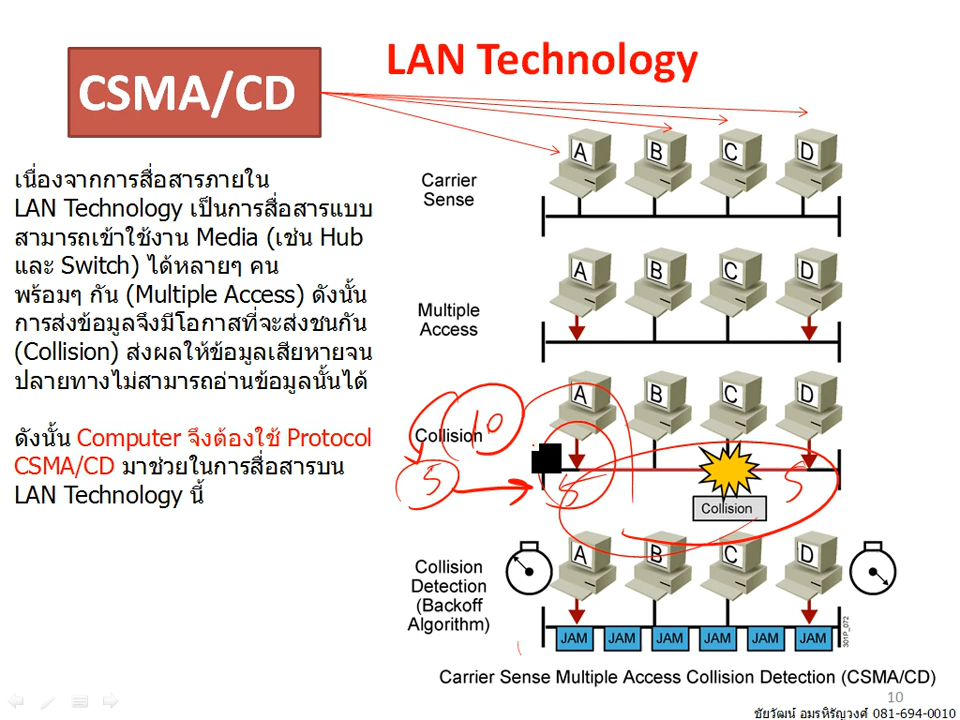 LAN Technology
CSMA/CD
เนื่องจากการสื่อสารภายใน
LAN Technology เป็นการสื่อสารแบบ
สามารถเข้าใช้งาน Media (เช่น Hub
และ Switch) ได้หลายๆ คน
พร้อมๆ กัน (Multiple Access) ดังนั้น
การส่งข้อมูลจึงมีโอกาสที่จะส่งชนกัน
(Collision) ส่งผลให้ข้อมูลเสียหายจน
ปลายทางไม่สามารถอ่านข้อมูลนั้นได้
ดังนั้น Computer จึงต้องใช้ Protocol
CSMA/CD มาช่วยในการสื่อสารบน
LAN Technology นี้
A B C D
Carrier
Sense
A B C D
Multiple
Access
A B C D
Collision
10
5
5
Collision
A B C D
Collision
Detection
(Backoff
Algorithm)
JAM JAM JAM JAM JAM JAM
301P_072
Carrier Sense Multiple Access Collision Detection (CSMA/CD)
10
ชัยวัฒน์ อมรหิรัญวงศ์ 081-694-0010